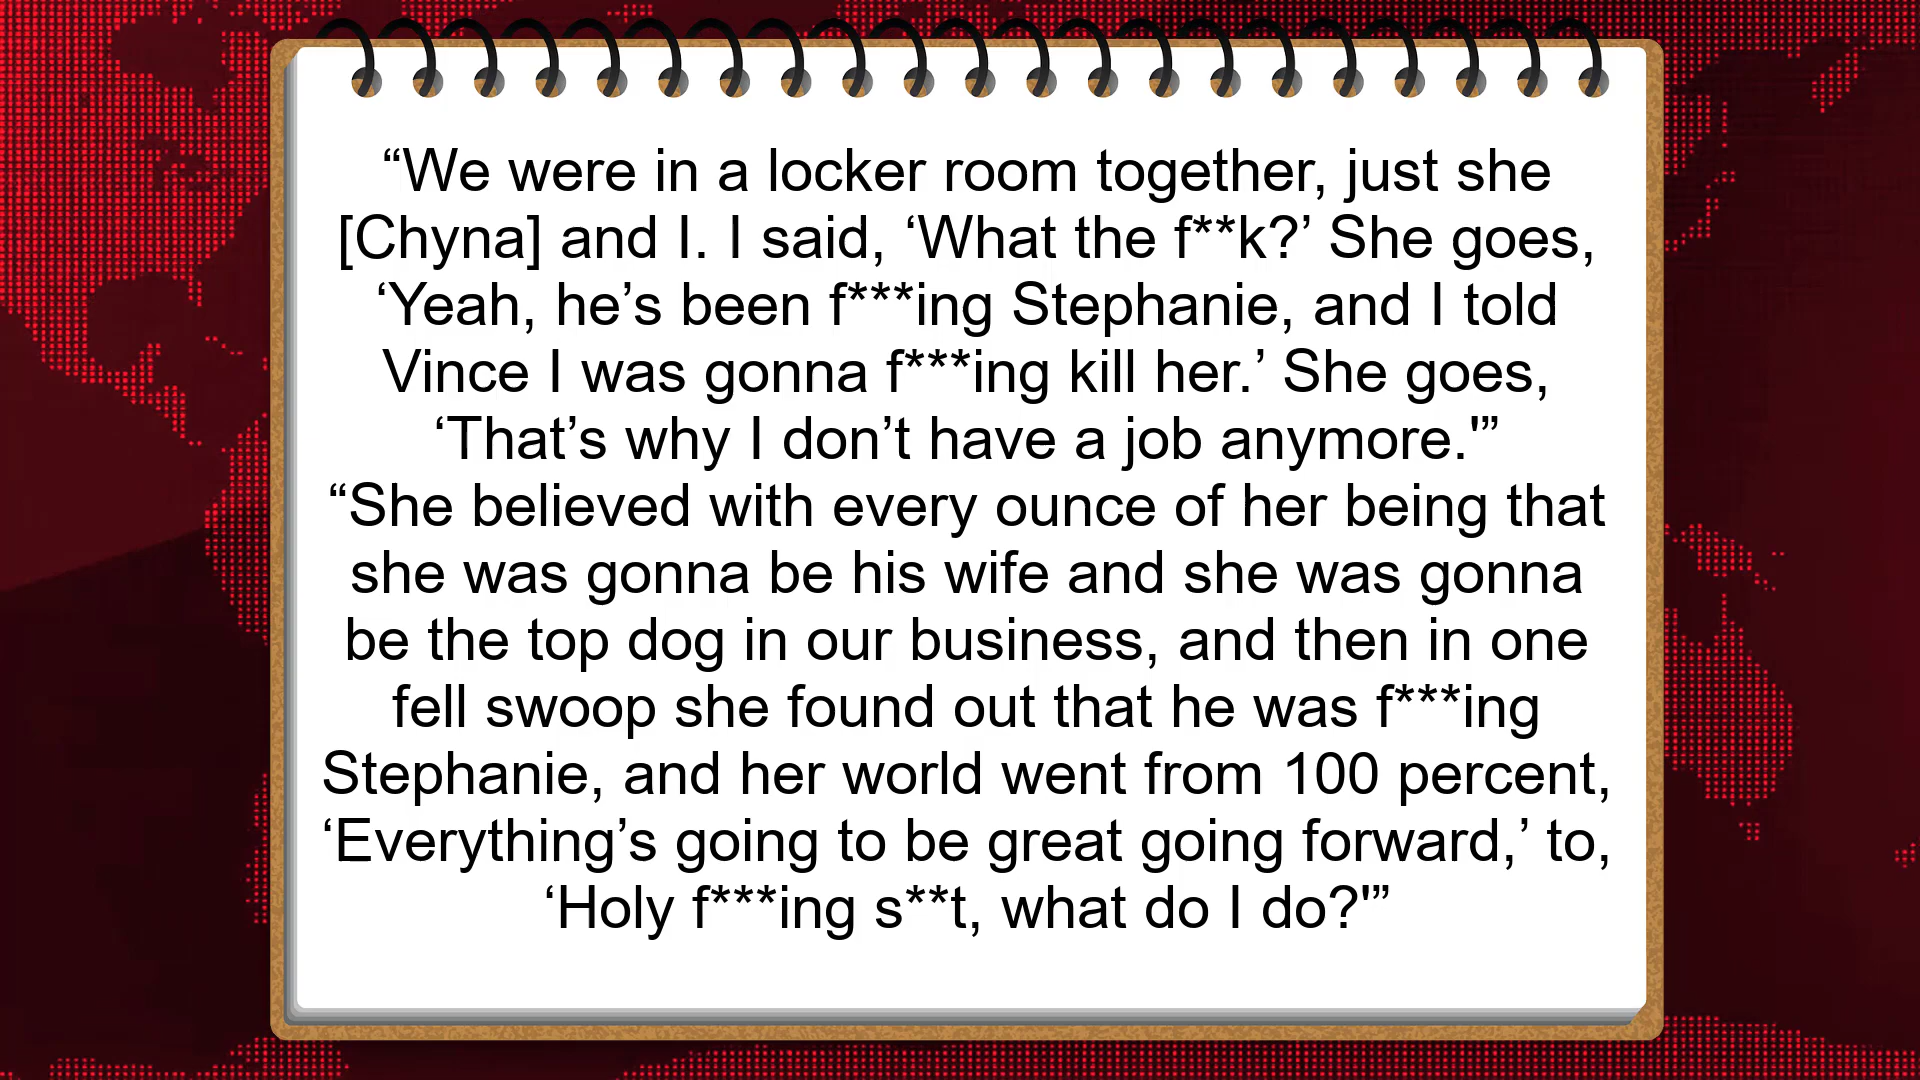 “We were in a locker room together, just she
[Chyna] and I. I said, ‘What the f**k?’ She goes,
‘Yeah, he’s been f***ing Stephanie, and I told
Vince I was gonna f***ing kill her.’ She goes,
‘That’s why I don’t have a job anymore.'”
“She believed with every ounce of her being that
she was gonna be his wife and she was gonna
be the top dog in our business, and then in one
fell swoop she found out that he was f***ing
Stephanie, and her world went from 100 percent,
‘Everything’s going to be great going forward,’ to,
‘Holy f***ing s**t, what do I do?'”